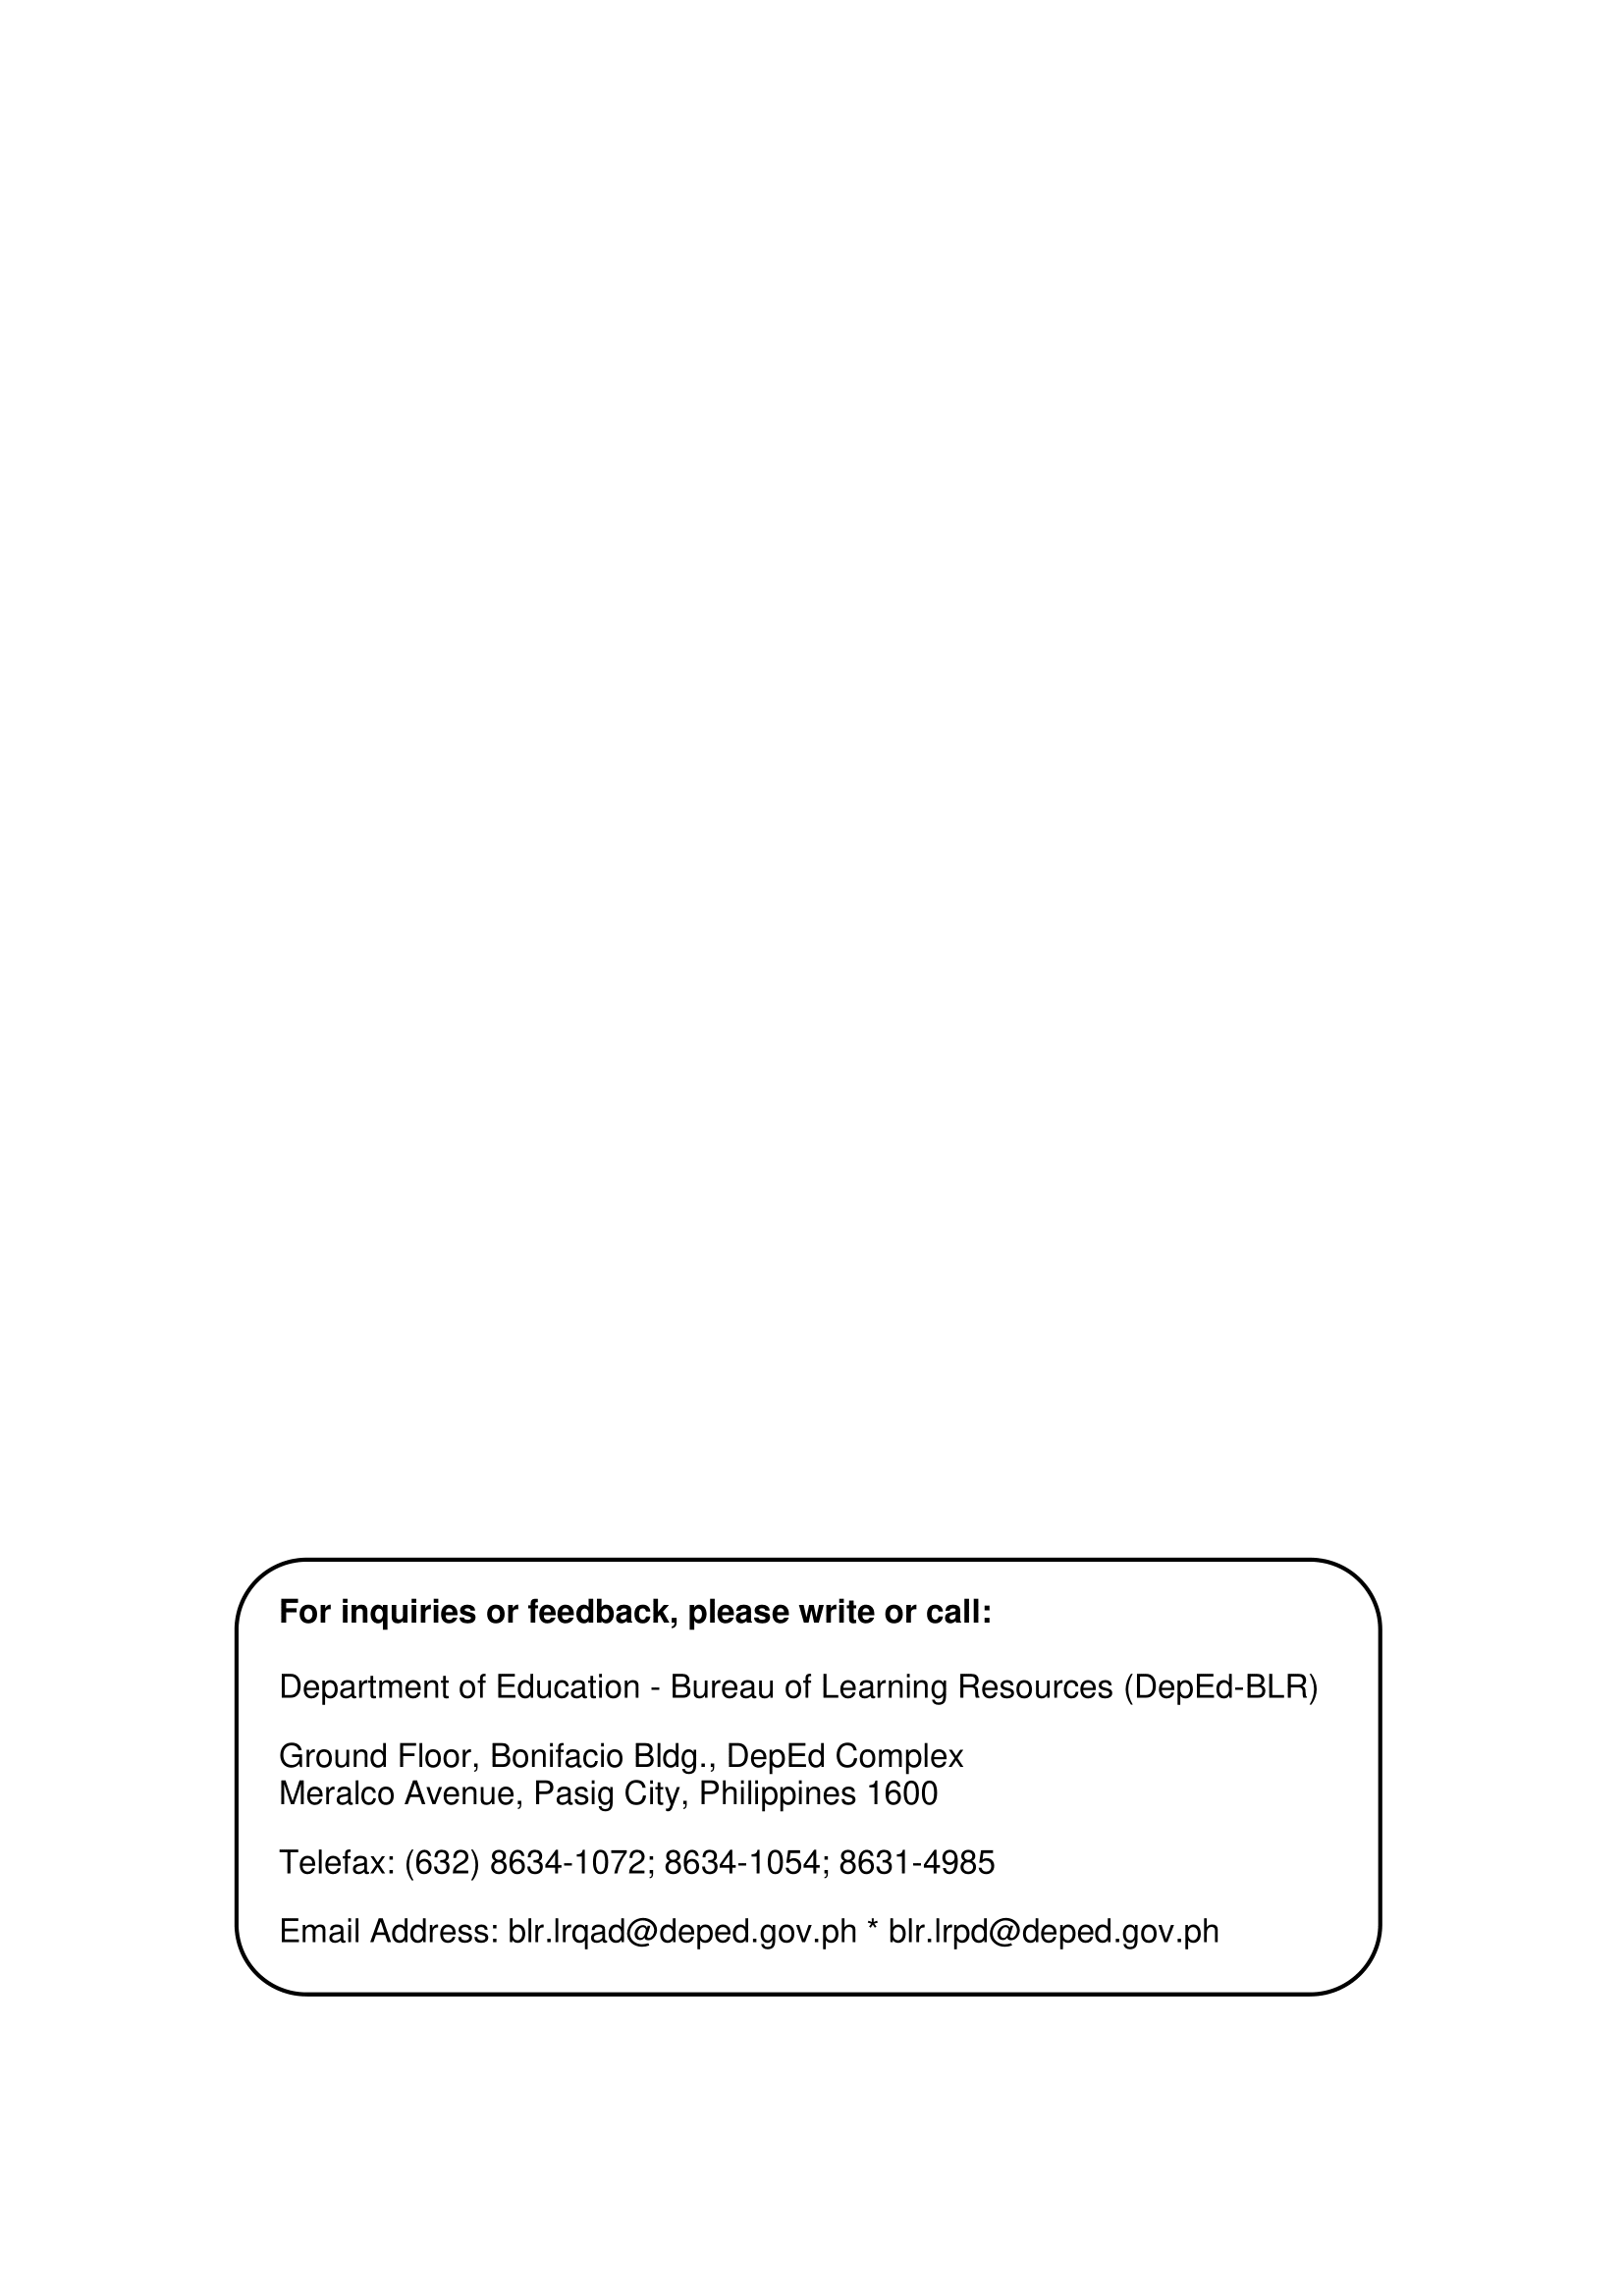 For inquiries or feedback, please write or call:
Department of Education - Bureau of Learning Resources (DepEd-BLR)
Ground Floor, Bonifacio Bldg., DepEd Complex
Meralco Avenue, Pasig City, Philippines 1600
Telefax: (632) 8634-1072; 8634-1054; 8631-4985
Email Address: blr.lrqad@deped.gov.ph * blr.lrpd@deped.gov.ph